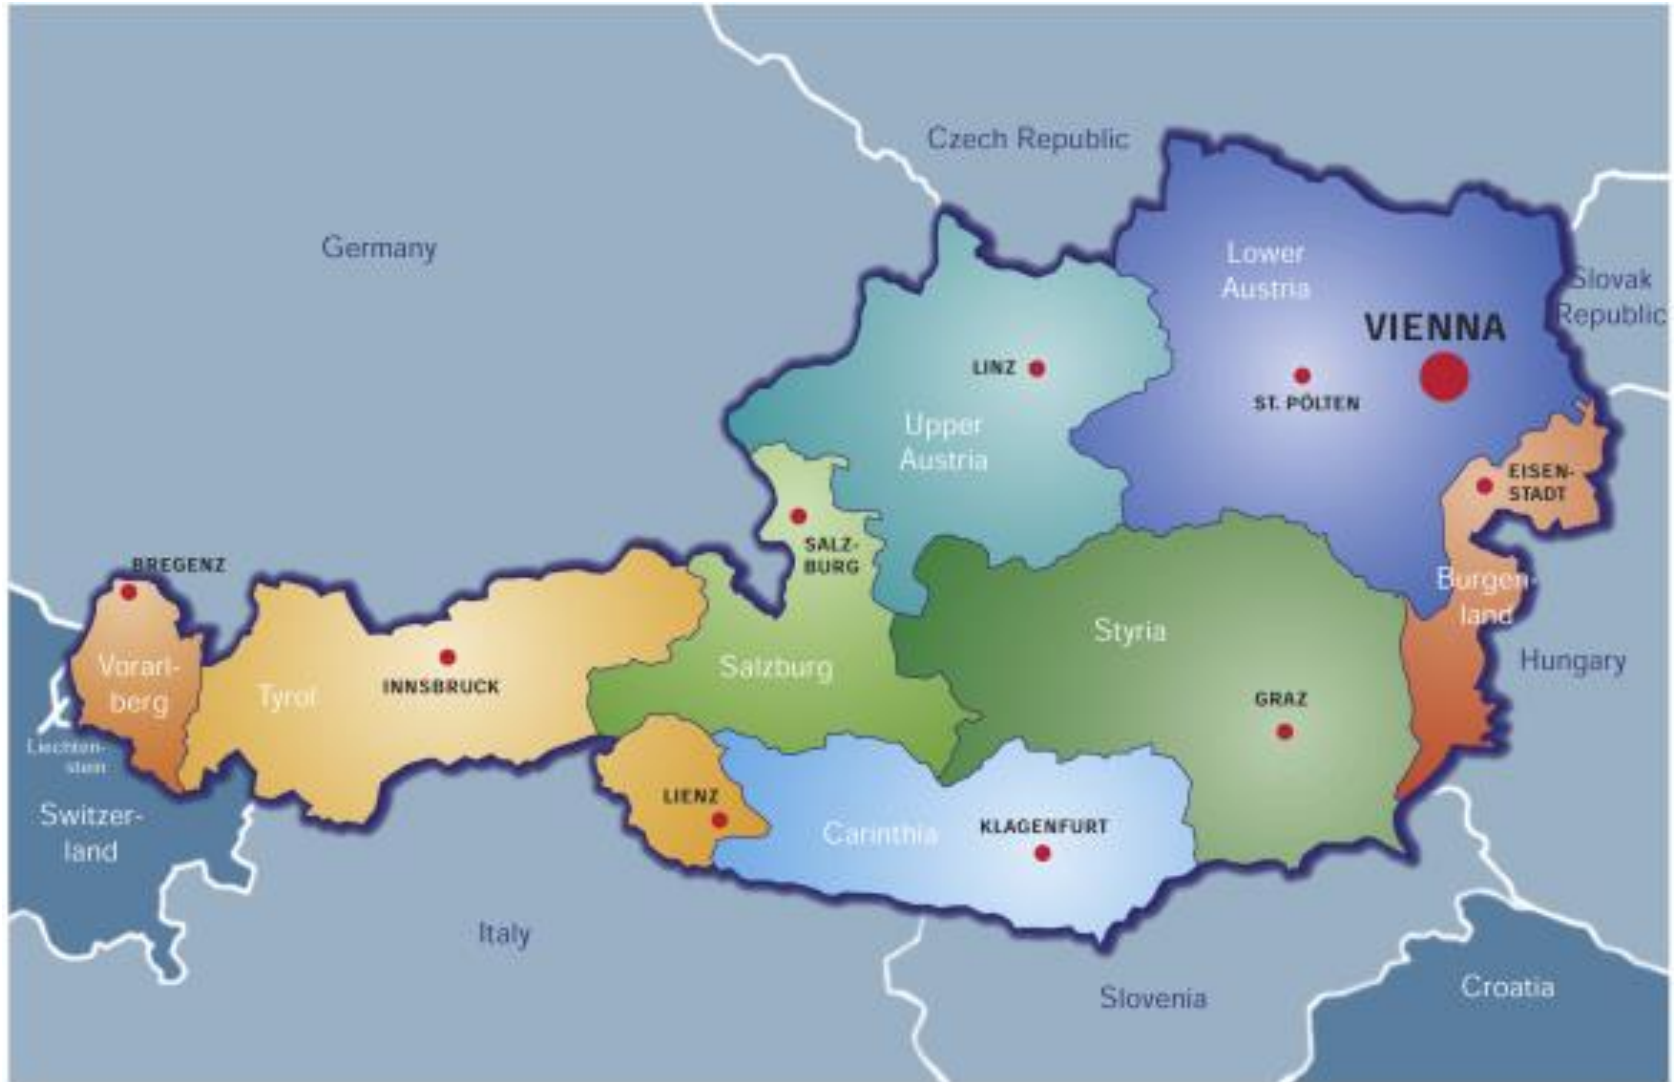 Czech Republic
Germany
Lower
Austria
Slovak
Republic
VIENNA
LINZ
ST. PÖLTEN
Upper
Austria
EISEN-
STADT
SALZ-
BURG
BREGENZ
Burgen-
land
Styria
Vorarl-
berg
Tyrol
INNSBRUCK
Salzburg
Hungary
GRAZ
Liechten-
stein
LIENZ
Switzer-
land
Carinthia
KLAGENFURT
Italy
Slovenia
Croatia